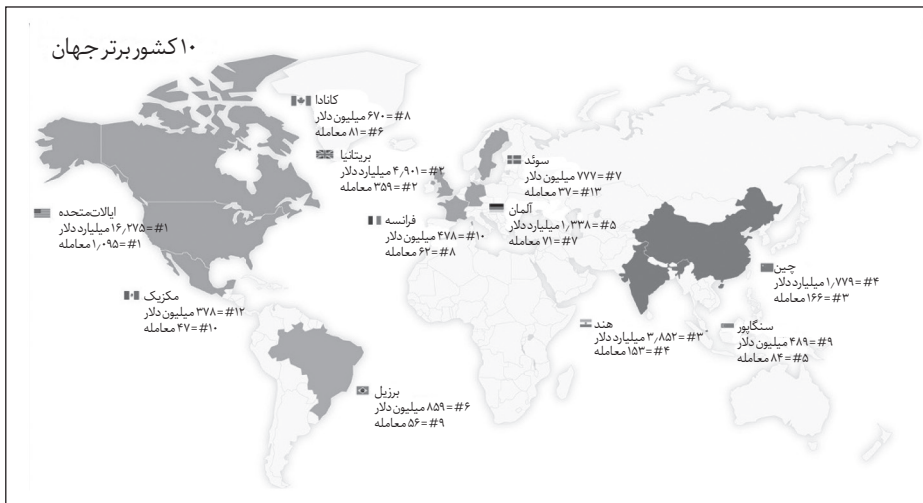 ۱۰ کشور برتر جهان
کانادا
۶۷۰ میلیون دلار = #۸
۸۱ معامله = #۶
بریتانیا
۴٫۹۰۱ میلیارد دلار = #۲
۳۵۹ معامله = #۲
سوئد
۷۷۷ میلیون دلار = #۷
۳۷ معامله = #۱۳
آلمان
۱٫۳۳۸ میلیارد دلار = #۵
۷۱ معامله = #۷
فرانسه
۴۷۸ میلیون دلار = #۱۰
۶۲ معامله = #۸
ایالات‌متحده
۱۶٫۲۷۵ میلیارد دلار = #۱
۱٫۰۹۵ معامله = #۱
چین
۱٫۷۷۹ میلیارد دلار = #۴
۱۶۶ معامله = #۳
مکزیک
۳۷۸ میلیون دلار = #۱۲
۴۷ معامله = #۱۰
هند
۳٫۸۵۲ میلیارد دلار = #۳
۱۵۳ معامله = #۴
سنگاپور
۴۸۹ میلیون دلار = #۹
۸۴ معامله = #۵
برزیل
۸۵۹ میلیون دلار = #۶
۵۶ معامله = #۹